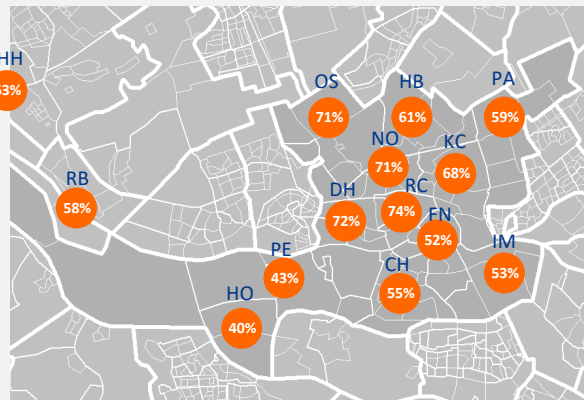 HH
OS
HB
PA
71%
61%
59%
NO
KC
71%
68%
RB
58%
DH
RC
72%
74%
FN
52%
PE
43%
CH
55%
IM
53%
HO
40%